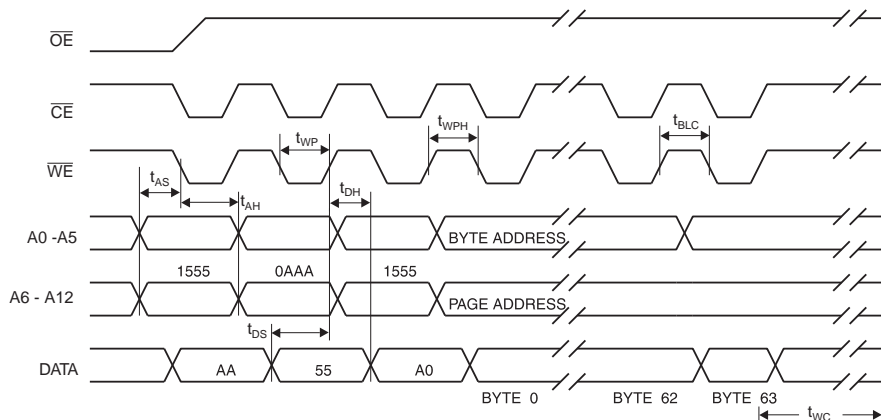 OE
CE
tWP
tWPH
tBLC
WE
tAS
tAH
tDH
A0 -A5
BYTE ADDRESS
1555
0AAA
1555
A6 - A12
PAGE ADDRESS
tDS
DATA
AA
55
A0
BYTE 0
BYTE 62
BYTE 63
tWC